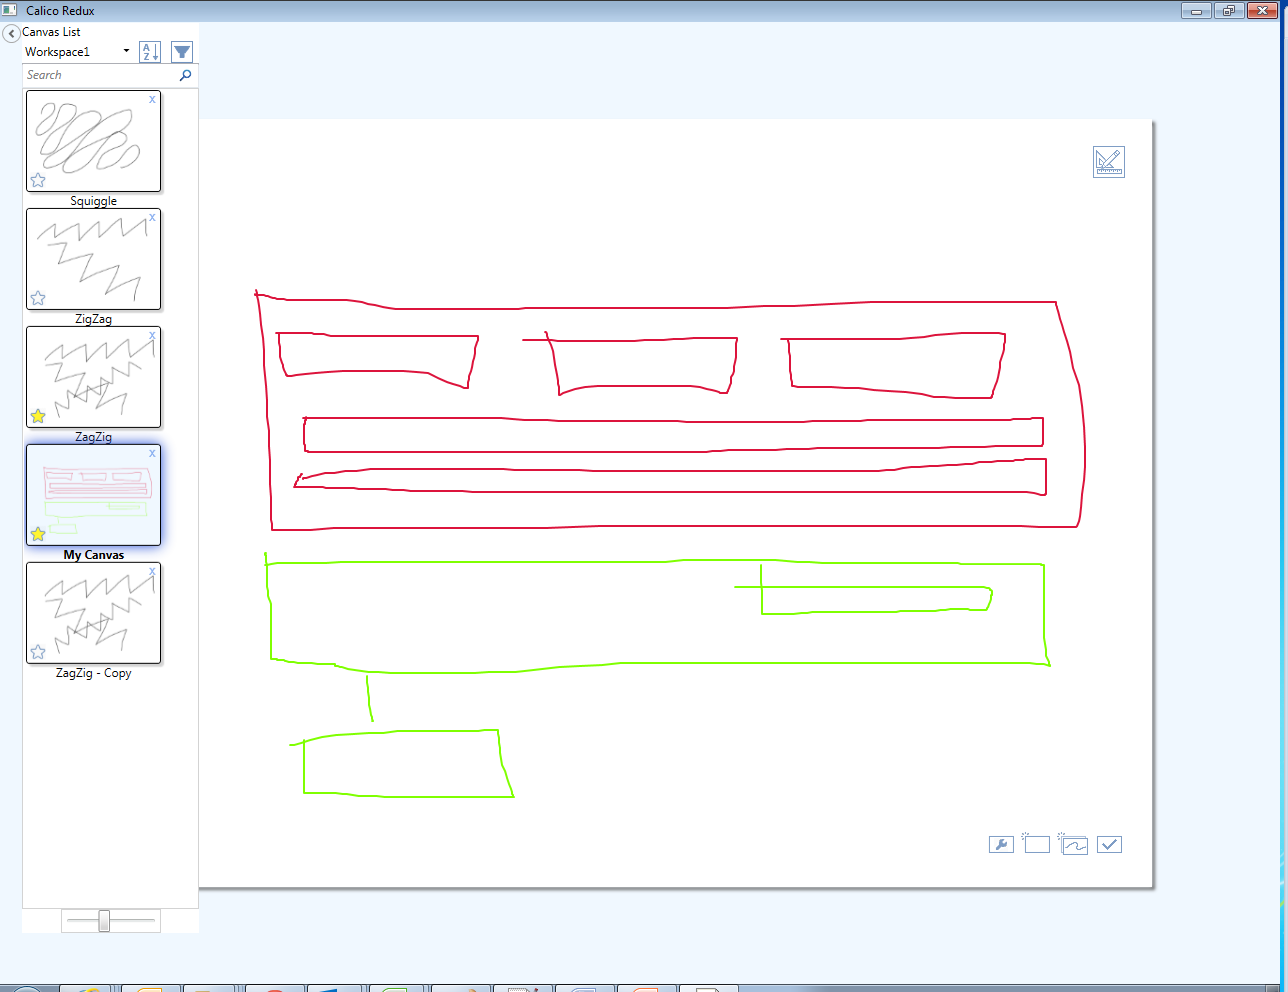 Calico Redux
Canvas List
Workspace1
A
Z
Search
x
Squiggle
x
ZigZag
x
ZagZig
x
My Canvas
x
ZagZig - Copy